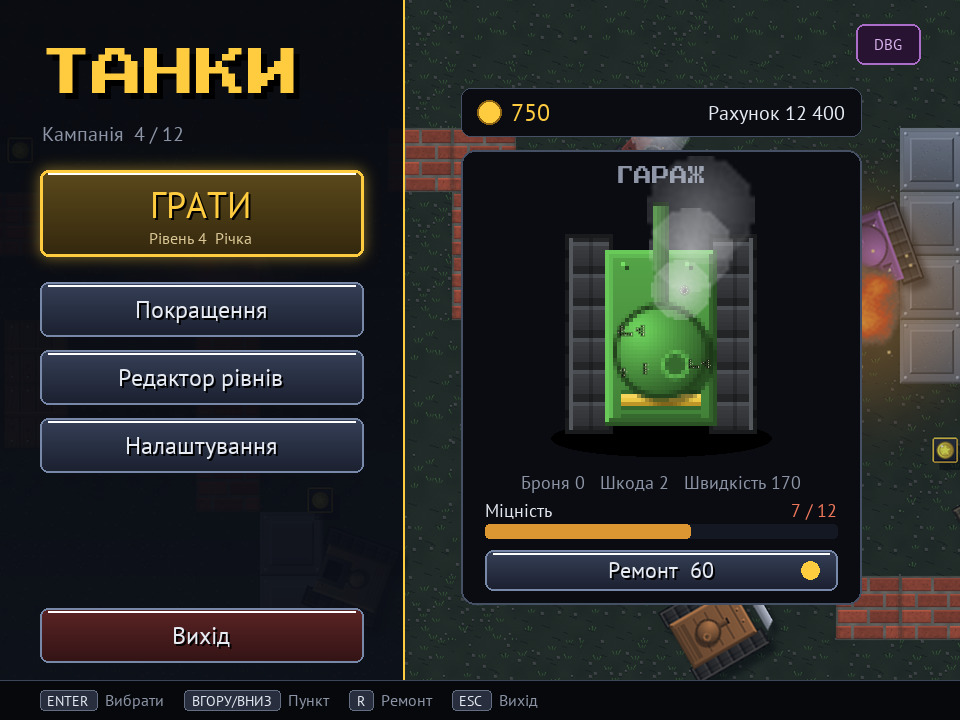 ТАНКИ
Кампанія 4 / 12
ГРАТИ
Рівень 4 Річка
Покращення
Редактор рівнів
Налаштування
Вихід
DBG
750
Рахунок 12 400
ГАРАЖ
Броня 0 Шкода 2 Швидкість 170
Міцність 7 / 12
Ремонт 60
ENTER Вибрати ВГОРУ/ВНИЗ Пункт R Ремонт ESC Вихід